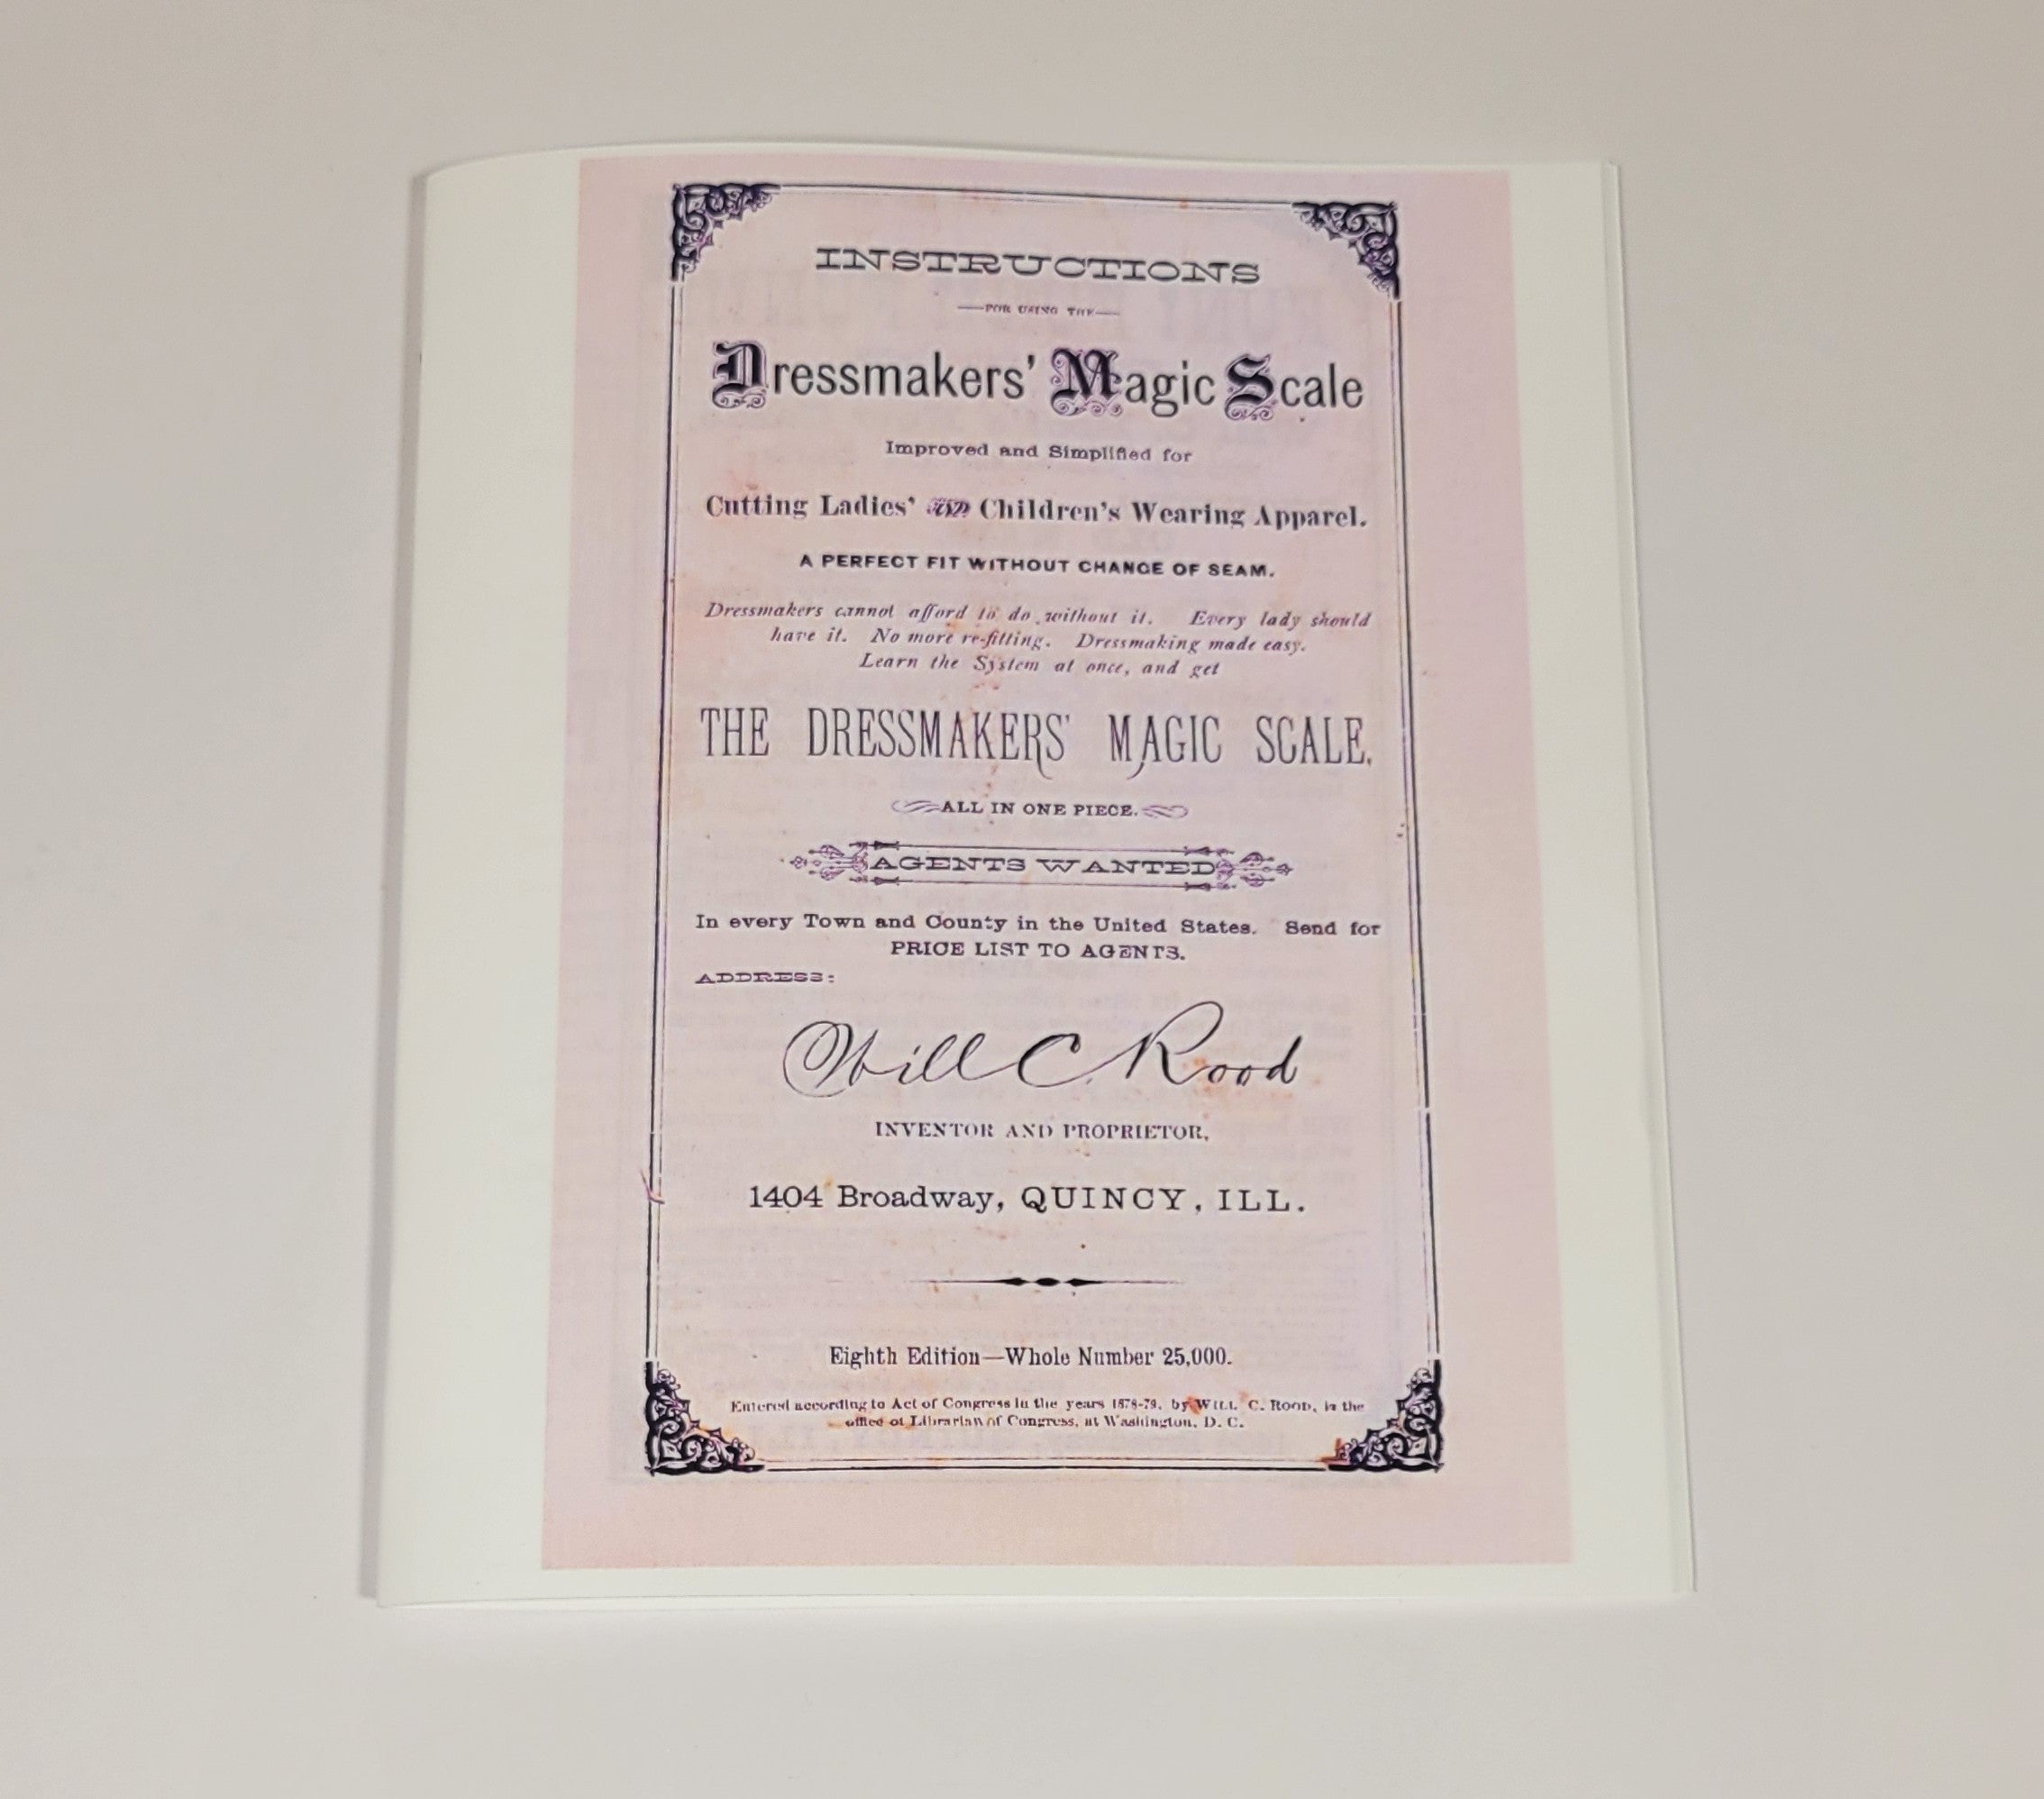 INSTRUCTIONS
—FOR USING THE—
Dressmakers' Magic Scale
Improved and Simplified for
Cutting Ladies' AND Children's Wearing Apparel.
A PERFECT FIT WITHOUT CHANGE OF SEAM.
Dressmakers cannot afford to do without it. Every lady should
have it. No more re-fitting. Dressmaking made easy.
Learn the System at once, and get
THE DRESSMAKERS' MAGIC SCALE,
ALL IN ONE PIECE.
AGENTS WANTED
In every Town and County in the United States. Send for
PRICE LIST TO AGENTS.
ADDRESS:
Will C. Rood
INVENTOR AND PROPRIETOR,
1404 Broadway, QUINCY, ILL.
Eighth Edition—Whole Number 25,000.
Entered according to Act of Congress in the years 1878-79, by WILL C. ROOD, in the
office of Librarian of Congress, at Washington, D. C.